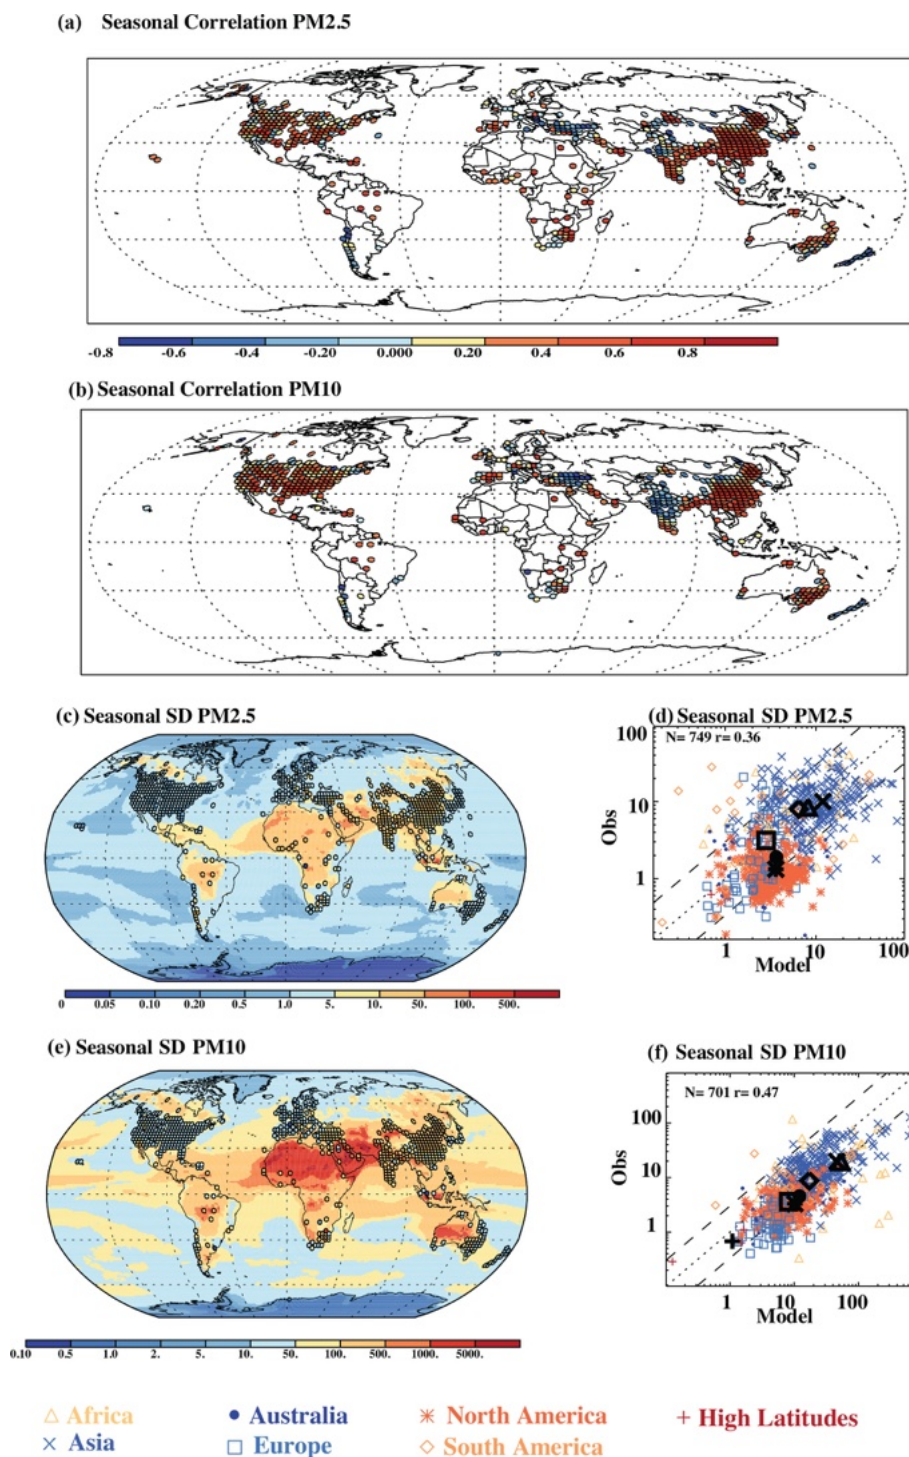 (a) Seasonal Correlation PM2.5
-0.8 -0.6 -0.4 -0.20 0.000 0.20 0.4 0.6 0.8
(b) Seasonal Correlation PM10
(c) Seasonal SD PM2.5
0 0.05 0.10 0.20 0.5 1.0 5. 10. 50. 100. 500.
(d) Seasonal SD PM2.5
N= 749 r= 0.36
100
10
1
Obs
1 10 100
Model
(e) Seasonal SD PM10
0.10 0.5 1.0 2. 5. 10. 50. 100. 500. 1000. 5000.
(f) Seasonal SD PM10
N= 701 r= 0.47
100
10
1
Obs
1 10 100
Model
Africa Australia North America High Latitudes
Asia Europe South America